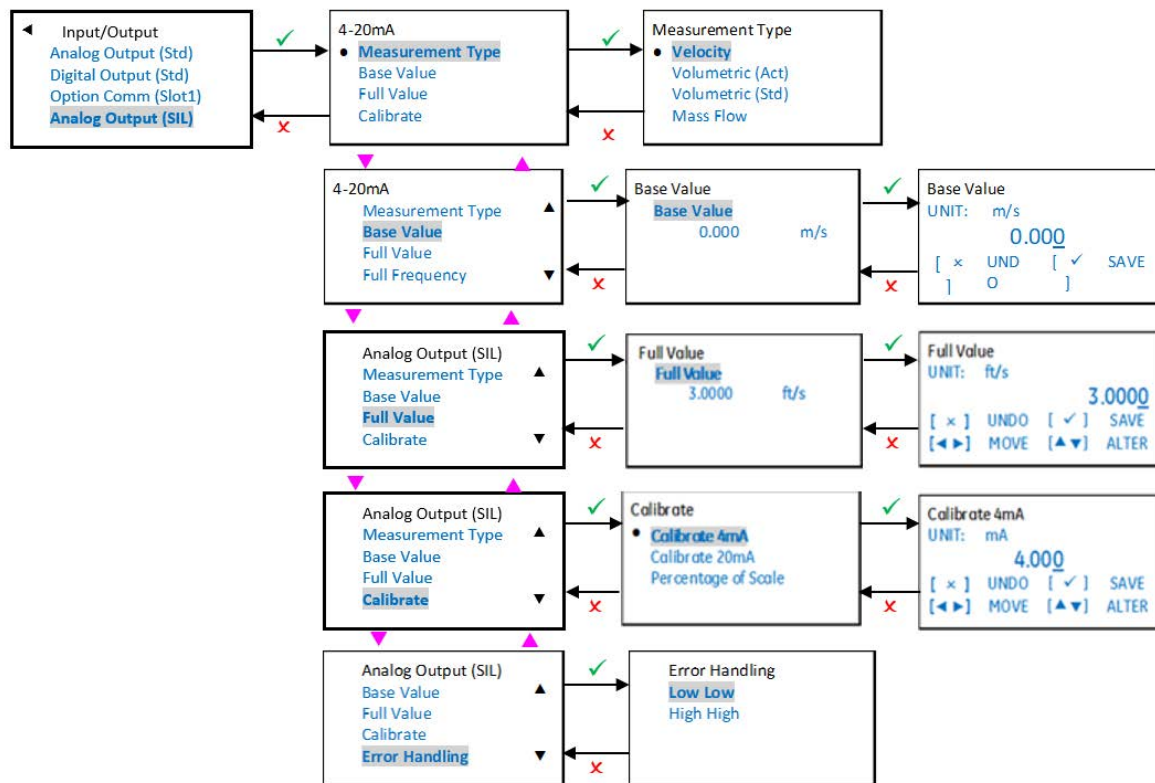 Input/Output
Analog Output (Std)
Digital Output (Std)
Option Comm (Slot1)
Analog Output (SIL)
4-20mA
Measurement Type
Base Value
Full Value
Calibrate
Measurement Type
Velocity
Volumetric (Act)
Volumetric (Std)
Mass Flow
4-20mA
Measurement Type
Base Value
Full Value
Full Frequency
Base Value
Base Value
0.000 m/s
Base Value
UNIT: m/s
0.000
[ × UND [ ✓ SAVE
] O ]
Analog Output (SIL)
Measurement Type
Base Value
Full Value
Calibrate
Full Value
Full Value
3.0000 ft/s
Full Value
UNIT: ft/s
3.0000
[ × ] UNDO [ ✓ ] SAVE
[◄ ►] MOVE [▲ ▼] ALTER
Analog Output (SIL)
Measurement Type
Base Value
Full Value
Calibrate
Calibrate
Calibrate 4mA
Calibrate 20mA
Percentage of Scale
Calibrate 4mA
UNIT: mA
4.000
[ × ] UNDO [ ✓ ] SAVE
[◄ ►] MOVE [▲ ▼] ALTER
Analog Output (SIL)
Base Value
Full Value
Calibrate
Error Handling
Error Handling
Low Low
High High